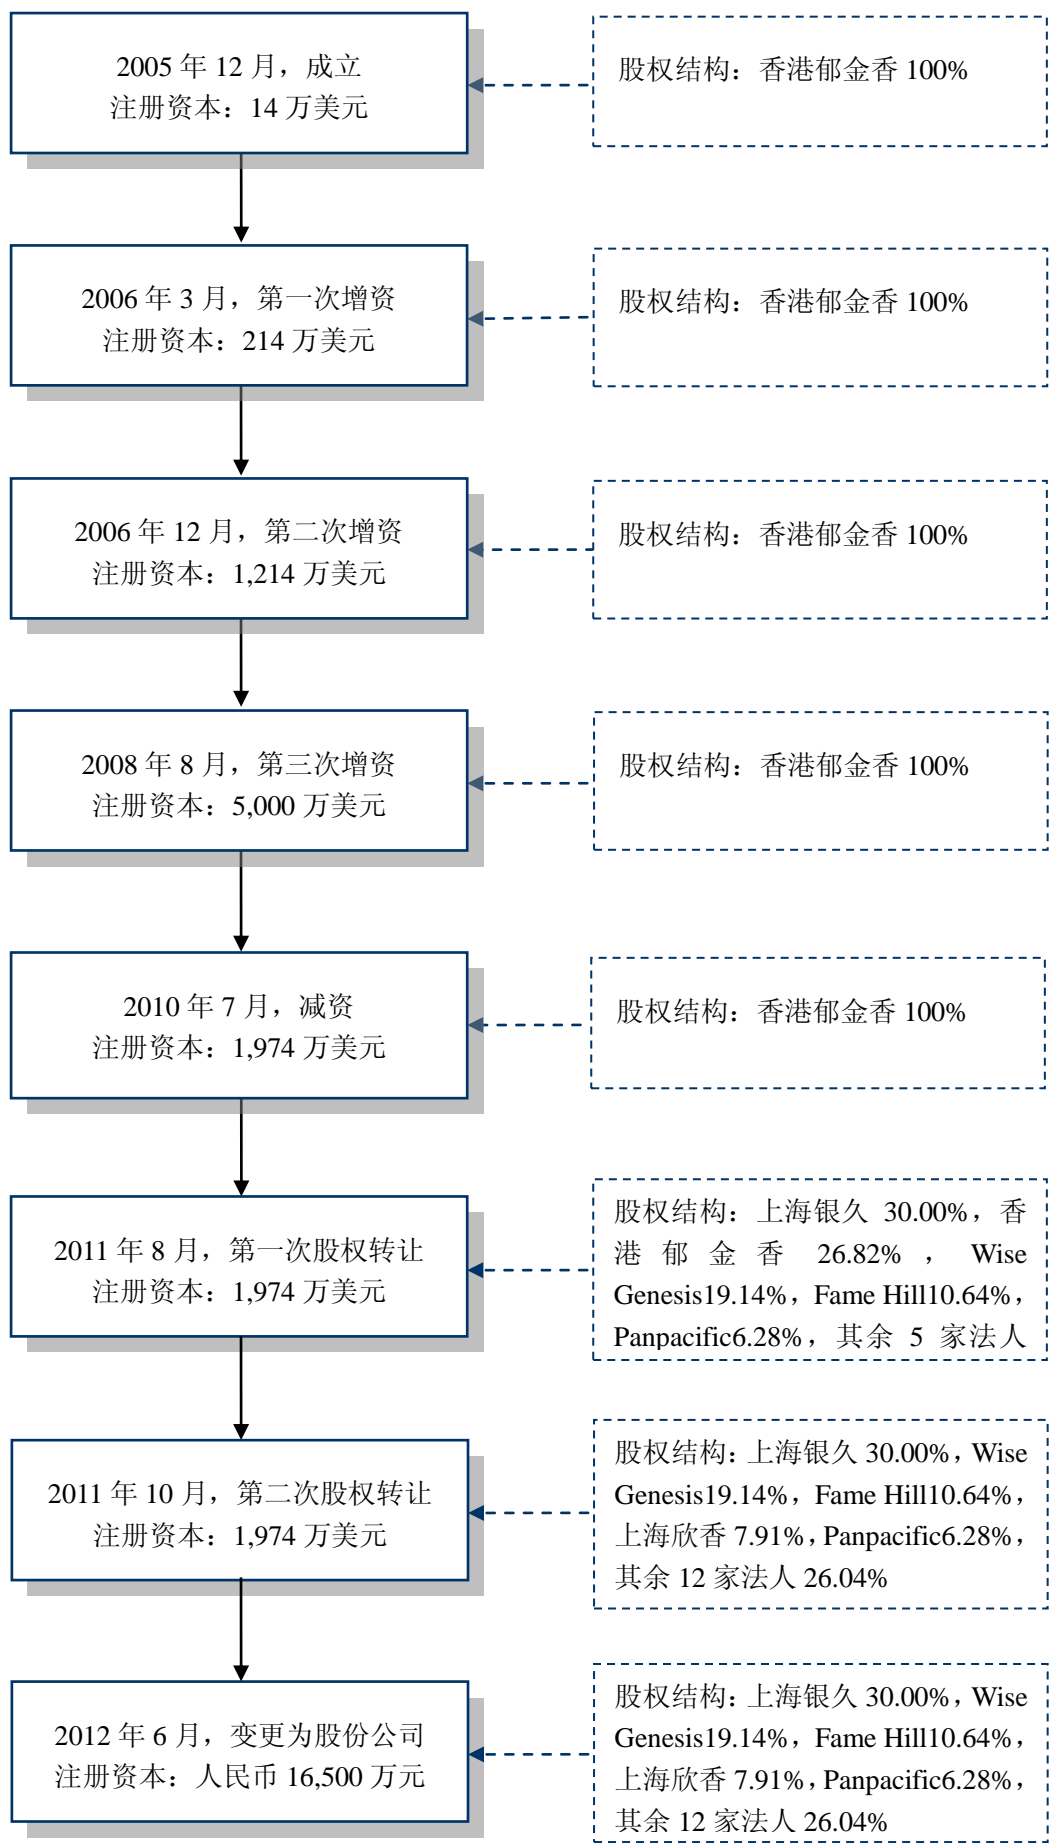 2005 年 12 月，成立
注册资本：14 万美元
股权结构：香港郁金香 100%
2006 年 3 月，第一次增资
注册资本：214 万美元
股权结构：香港郁金香 100%
2006 年 12 月，第二次增资
注册资本：1,214 万美元
股权结构：香港郁金香 100%
2008 年 8 月，第三次增资
注册资本：5,000 万美元
股权结构：香港郁金香 100%
2010 年 7 月，减资
注册资本：1,974 万美元
股权结构：香港郁金香 100%
2011 年 8 月，第一次股权转让
注册资本：1,974 万美元
股权结构：上海银久 30.00%，香
港郁金香 26.82%，Wise
Genesis19.14%，Fame Hill10.64%，
Panpacific6.28%，其余 5 家法人
2011 年 10 月，第二次股权转让
注册资本：1,974 万美元
股权结构：上海银久 30.00%，Wise
Genesis19.14%，Fame Hill10.64%，
上海欣香 7.91%，Panpacific6.28%，
其余 12 家法人 26.04%
2012 年 6 月，变更为股份公司
注册资本：人民币 16,500 万元
股权结构：上海银久 30.00%，Wise
Genesis19.14%，Fame Hill10.64%，
上海欣香 7.91%，Panpacific6.28%，
其余 12 家法人 26.04%